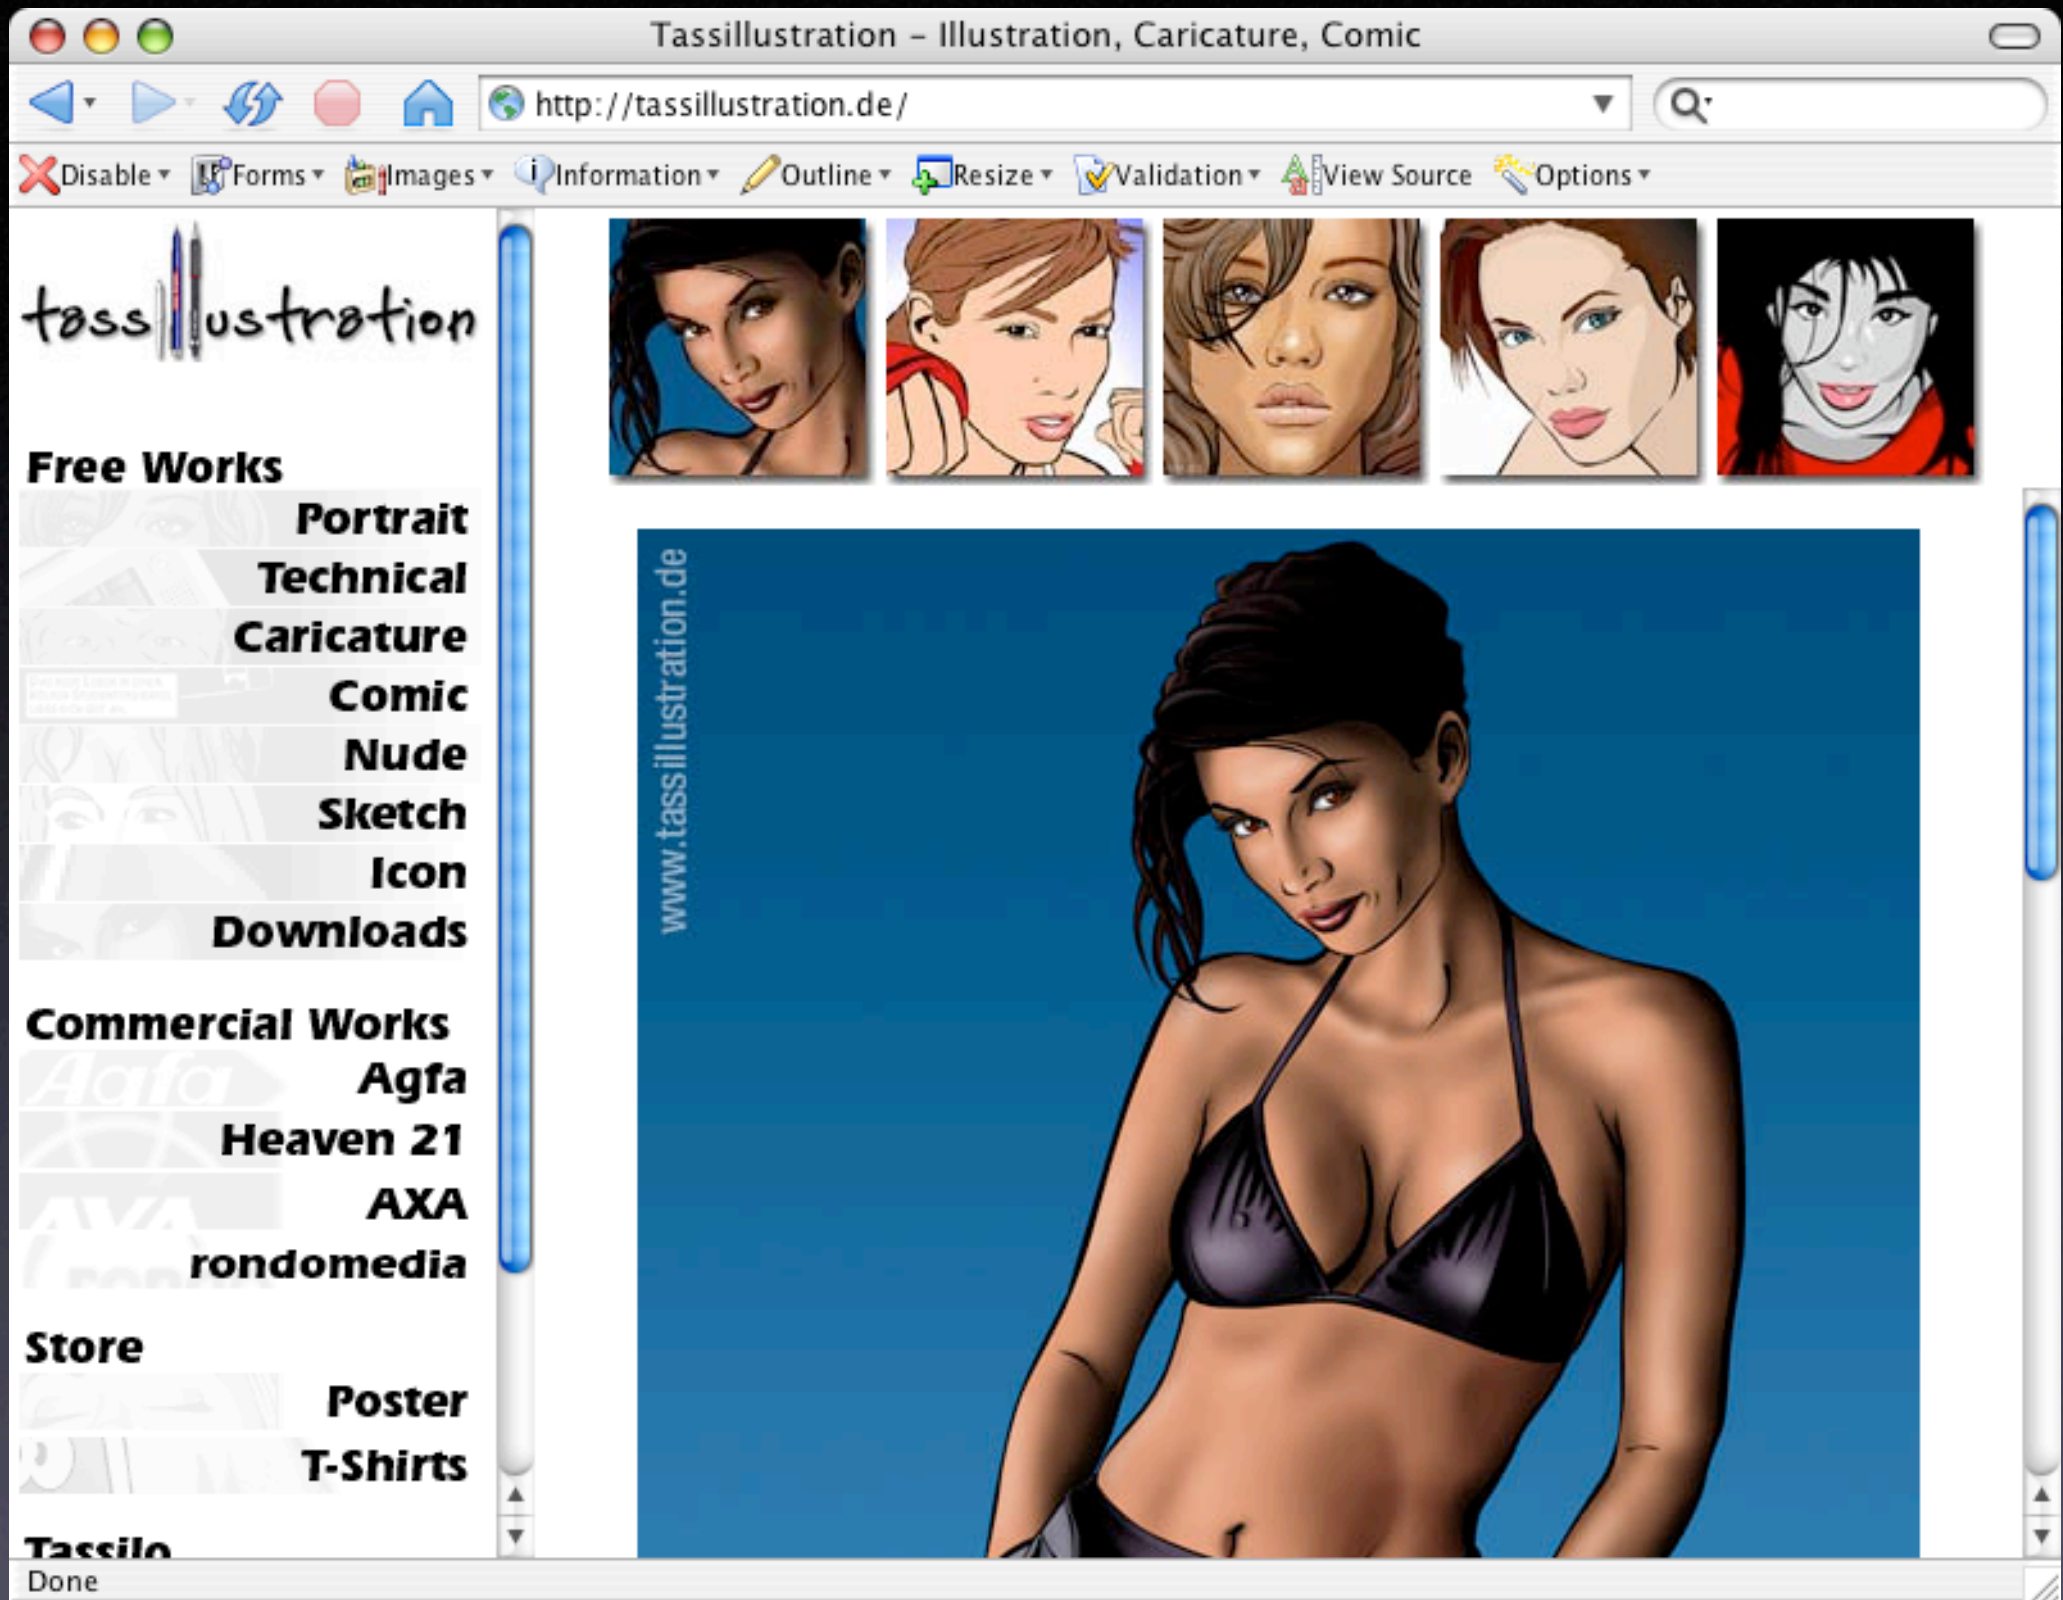 Tassillustration – Illustration, Caricature, Comic
http://tassillustration.de/
Disable Forms Images Information Outline Resize Validation View Source Options
tassillustration
Free Works
Portrait
Technical
Caricature
Comic
Nude
Sketch
Icon
Downloads
Commercial Works
Agfa
Agfa
Heaven 21
AXA
AXA
rondomedia
Store
Poster
T-Shirts
Tassilo
www.tassillustration.de
Done